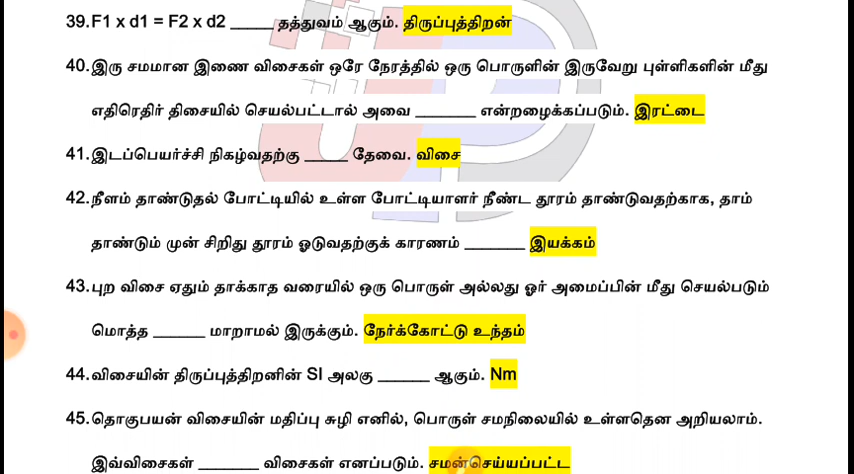 39.F1 x d1 = F2 x d2 _____ தத்துவம் ஆகும். திருப்புத்திறன்
40.இரு சமமான இணை விசைகள் ஒரே நேரத்தில் ஒரு பொருளின் இருவேறு புள்ளிகளின் மீது
எதிரெதிர் திசையில் செயல்பட்டால் அவை _______ என்றழைக்கப்படும். இரட்டை
41.இடப்பெயர்ச்சி நிகழ்வதற்கு _____ தேவை. விசை
42.நீளம் தாண்டுதல் போட்டியில் உள்ள போட்டியாளர் நீண்ட தூரம் தாண்டுவதற்காக, தாம்
தாண்டும் முன் சிறிது தூரம் ஓடுவதற்குக் காரணம் _______ இயக்கம்
43.புற விசை ஏதும் தாக்காத வரையில் ஒரு பொருள் அல்லது ஓர் அமைப்பின் மீது செயல்படும்
மொத்த ______ மாறாமல் இருக்கும். நேர்க்கோட்டு உந்தம்
44.விசையின் திருப்புத்திறனின் SI அலகு ______ ஆகும். Nm
45.தொகுபயன் விசையின் மதிப்பு சுழி எனில், பொருள் சமநிலையில் உள்ளதென அறியலாம்.
இவ்விசைகள் _______ விசைகள் எனப்படும். சமன்செய்யப்பட்ட